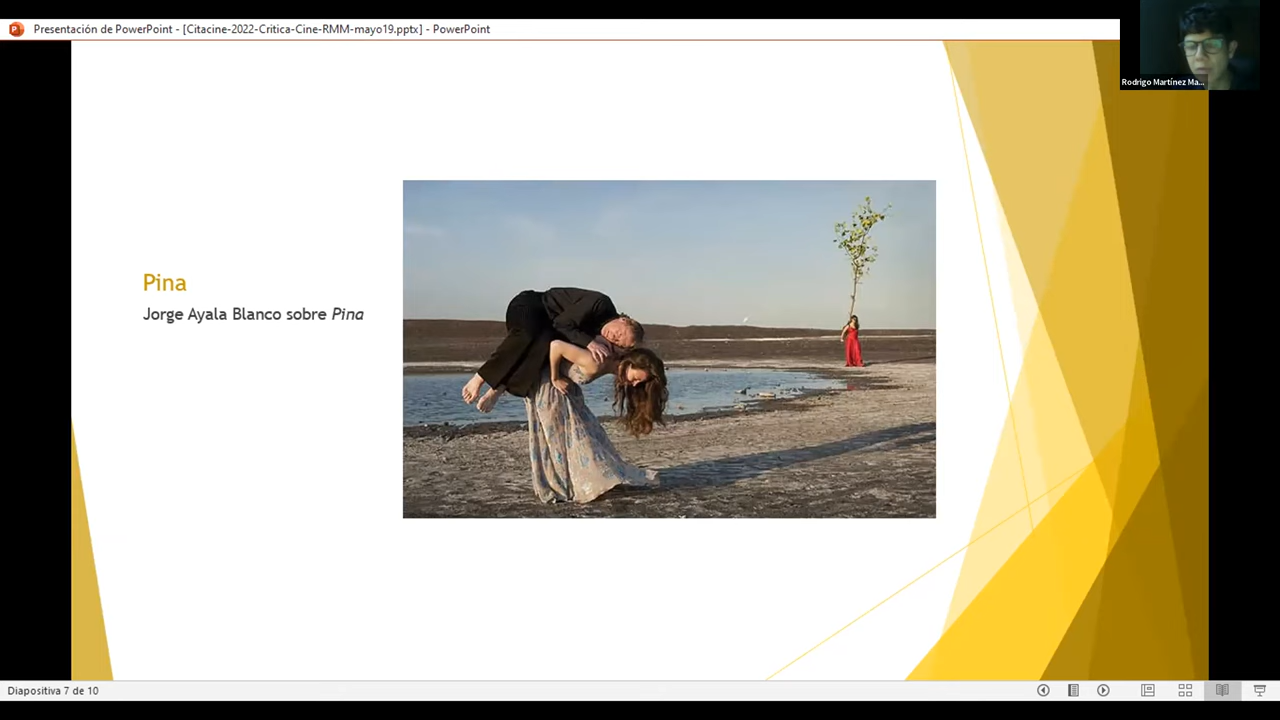 Presentación de PowerPoint - [Citacine-2022-Critica-Cine-RMM-mayo19.pptx] - PowerPoint
Rodrigo Martínez Ma...
Pina
Jorge Ayala Blanco sobre Pina
Diapositiva 7 de 10